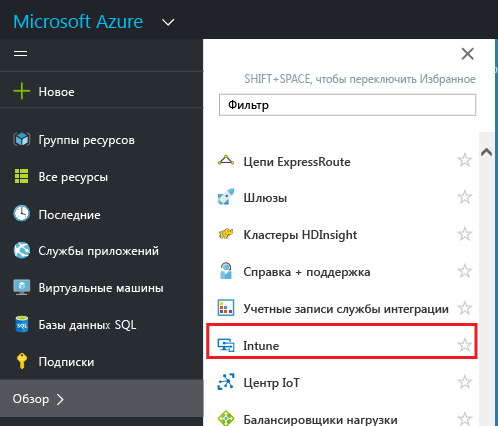 Microsoft Azure
Новое
Группы ресурсов
Все ресурсы
Последние
Службы приложений
Виртуальные машины
Базы данных SQL
Подписки
Обзор
SHIFT+SPACE, чтобы переключить Избранное
Фильтр
Цепи ExpressRoute
Шлюзы
Кластеры HDInsight
Справка + поддержка
Учетные записи службы интеграции
Intune
Центр IoT
Балансировщики нагрузки